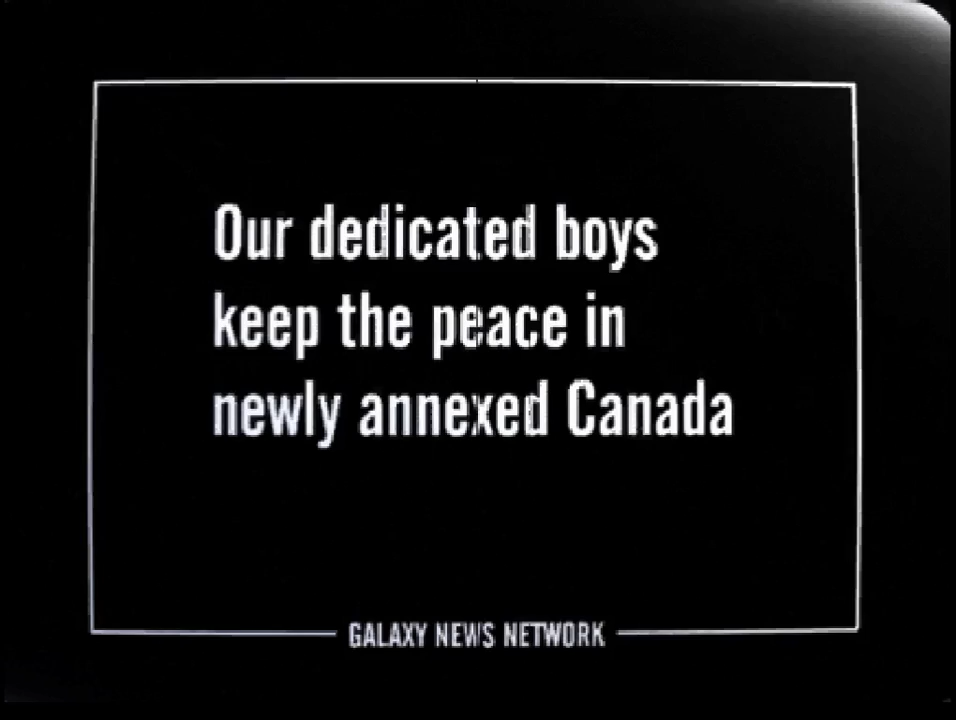 Our dedicated boys
keep the peace in
newly annexed Canada
GALAXY NEWS NETWORK